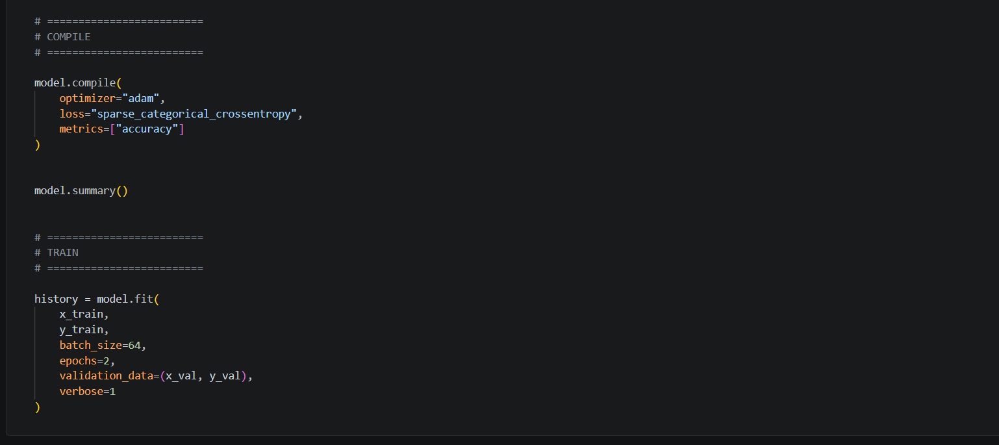 # =========================
# COMPILE
# =========================
model.compile(
    optimizer="adam",
    loss="sparse_categorical_crossentropy",
    metrics=["accuracy"]
)
model.summary()
# =========================
# TRAIN
# =========================
history = model.fit(
    x_train,
    y_train,
    batch_size=64,
    epochs=2,
    validation_data=(x_val, y_val),
    verbose=1
)